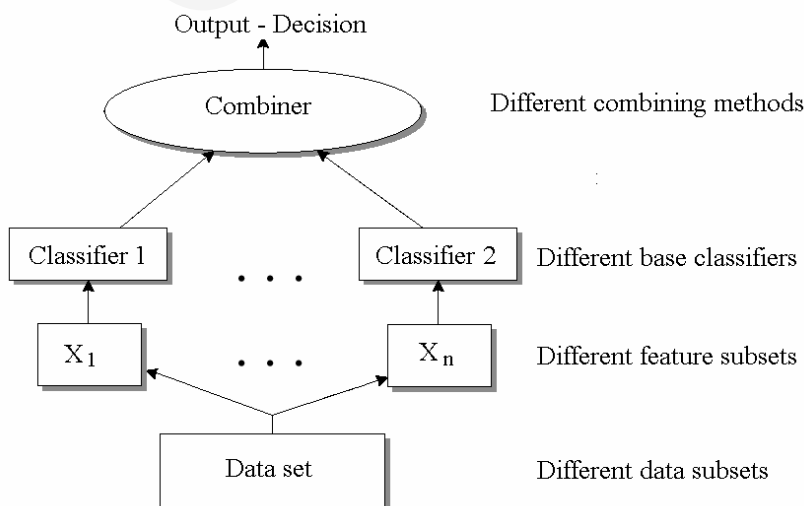 Output - Decision
Combiner
Different combining methods
Classifier 1
. . .
Classifier 2
Different base classifiers
X1
. . .
Xn
Different feature subsets
Data set
Different data subsets